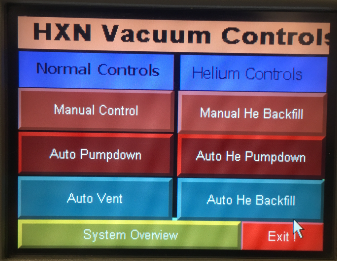 HXN Vacuum Controls
Normal Controls Helium Controls
Manual Control Manual He Backfill
Auto Pumpdown Auto He Pumpdown
Auto Vent Auto He Backfill
System Overview Exit